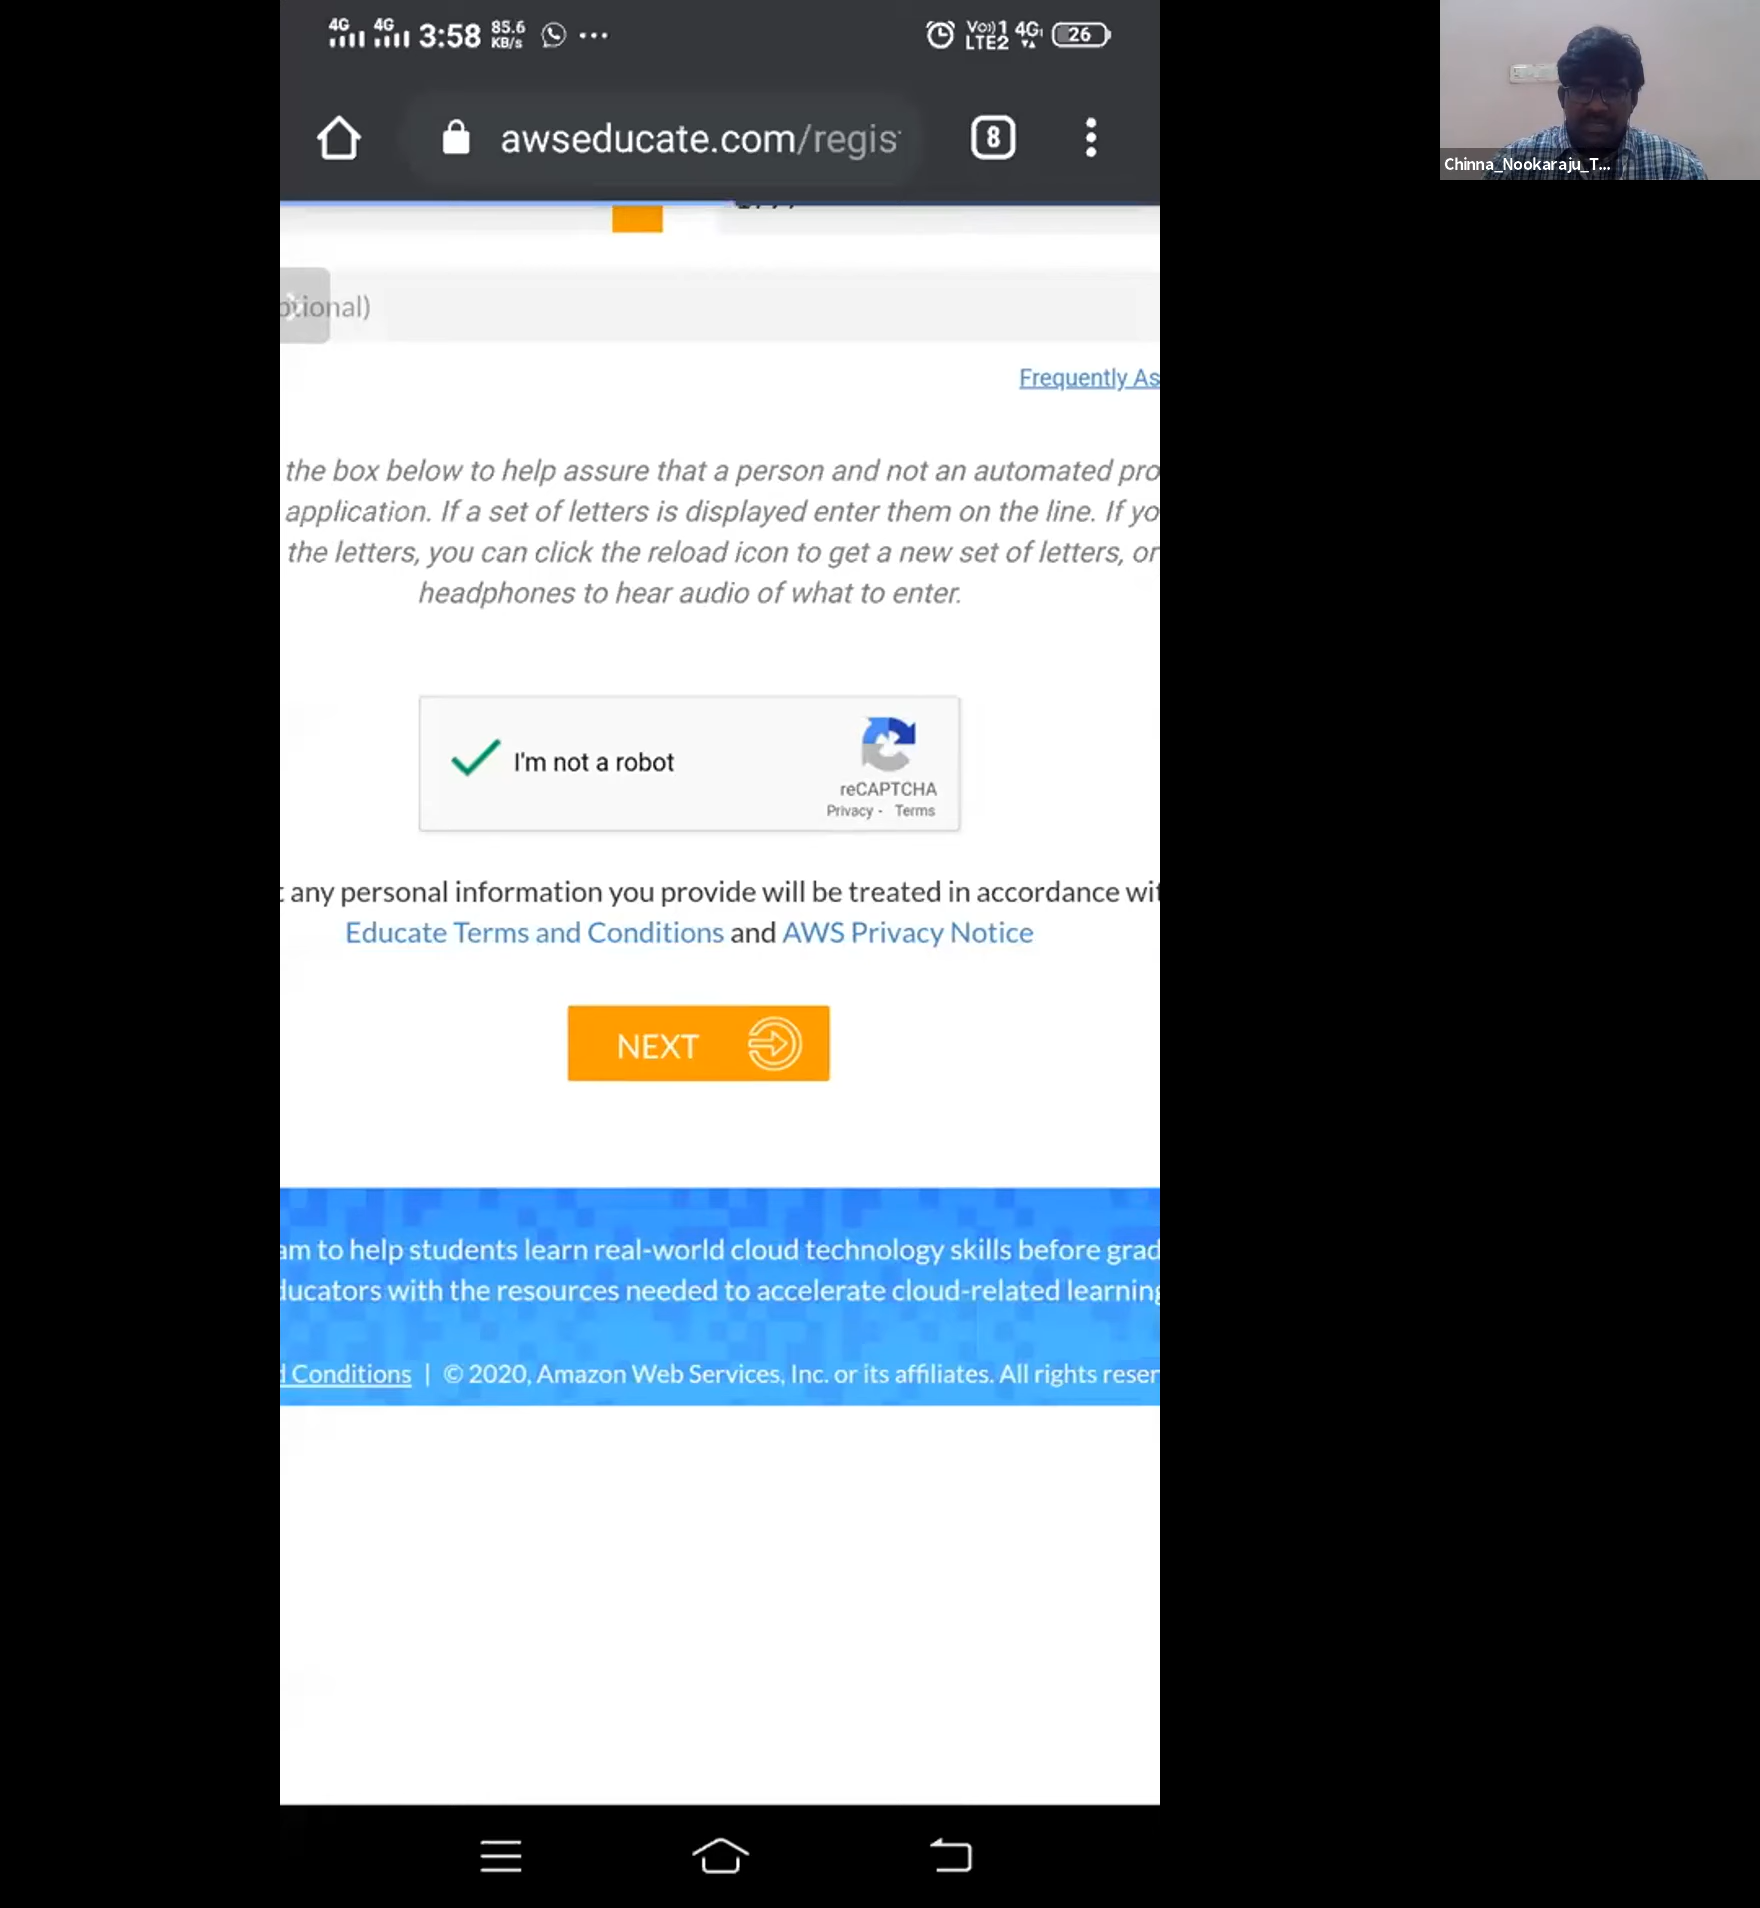 4G 4G 3:58 85.6 KB/s
Vo))1 LTE2 4G 26
awseducate.com/regis
8
Chinna_Nookaraju_T...
ptional)
Frequently As
the box below to help assure that a person and not an automated pro
application. If a set of letters is displayed enter them on the line. If yo
the letters, you can click the reload icon to get a new set of letters, or
headphones to hear audio of what to enter.
I'm not a robot
reCAPTCHA
Privacy - Terms
t any personal information you provide will be treated in accordance wit
Educate Terms and Conditions and AWS Privacy Notice
NEXT
am to help students learn real-world cloud technology skills before grad
ducators with the resources needed to accelerate cloud-related learning
d Conditions | © 2020, Amazon Web Services, Inc. or its affiliates. All rights reser